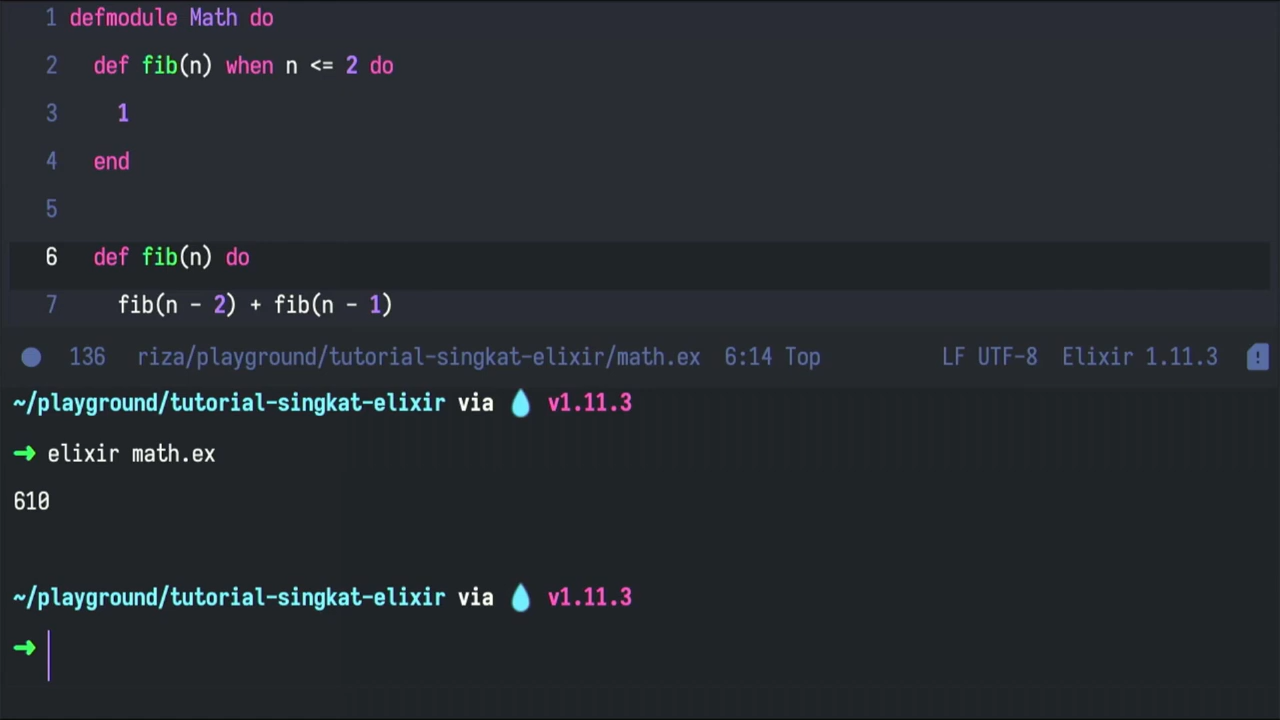 1 defmodule Math do
2 def fib(n) when n <= 2 do
3 1
4 end
5
6 def fib(n) do
7 fib(n - 2) + fib(n - 1)
136 riza/playground/tutorial-singkat-elixir/math.ex 6:14 Top LF UTF-8 Elixir 1.11.3 !
~/playground/tutorial-singkat-elixir via 💧 v1.11.3
➜ elixir math.ex
610
~/playground/tutorial-singkat-elixir via 💧 v1.11.3
➜